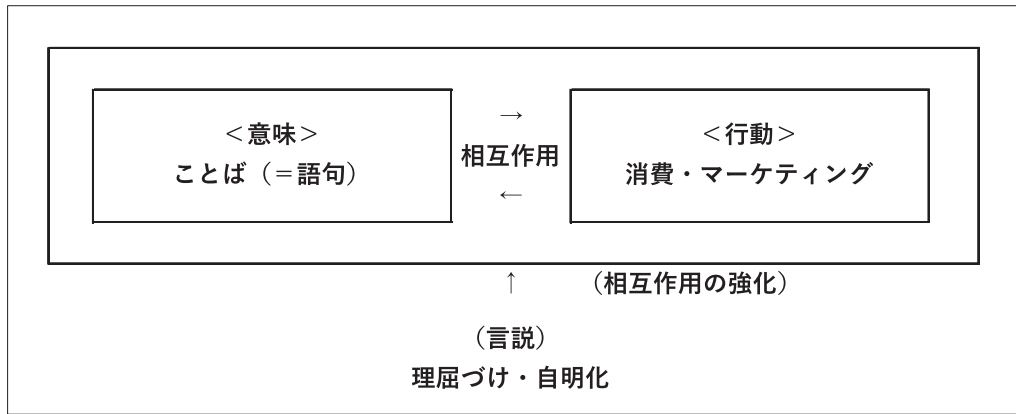 ＜意味＞
ことば（＝語句）
→
相互作用
←
＜行動＞
消費・マーケティング
↑ （相互作用の強化）
（言説）
理屈づけ・自明化